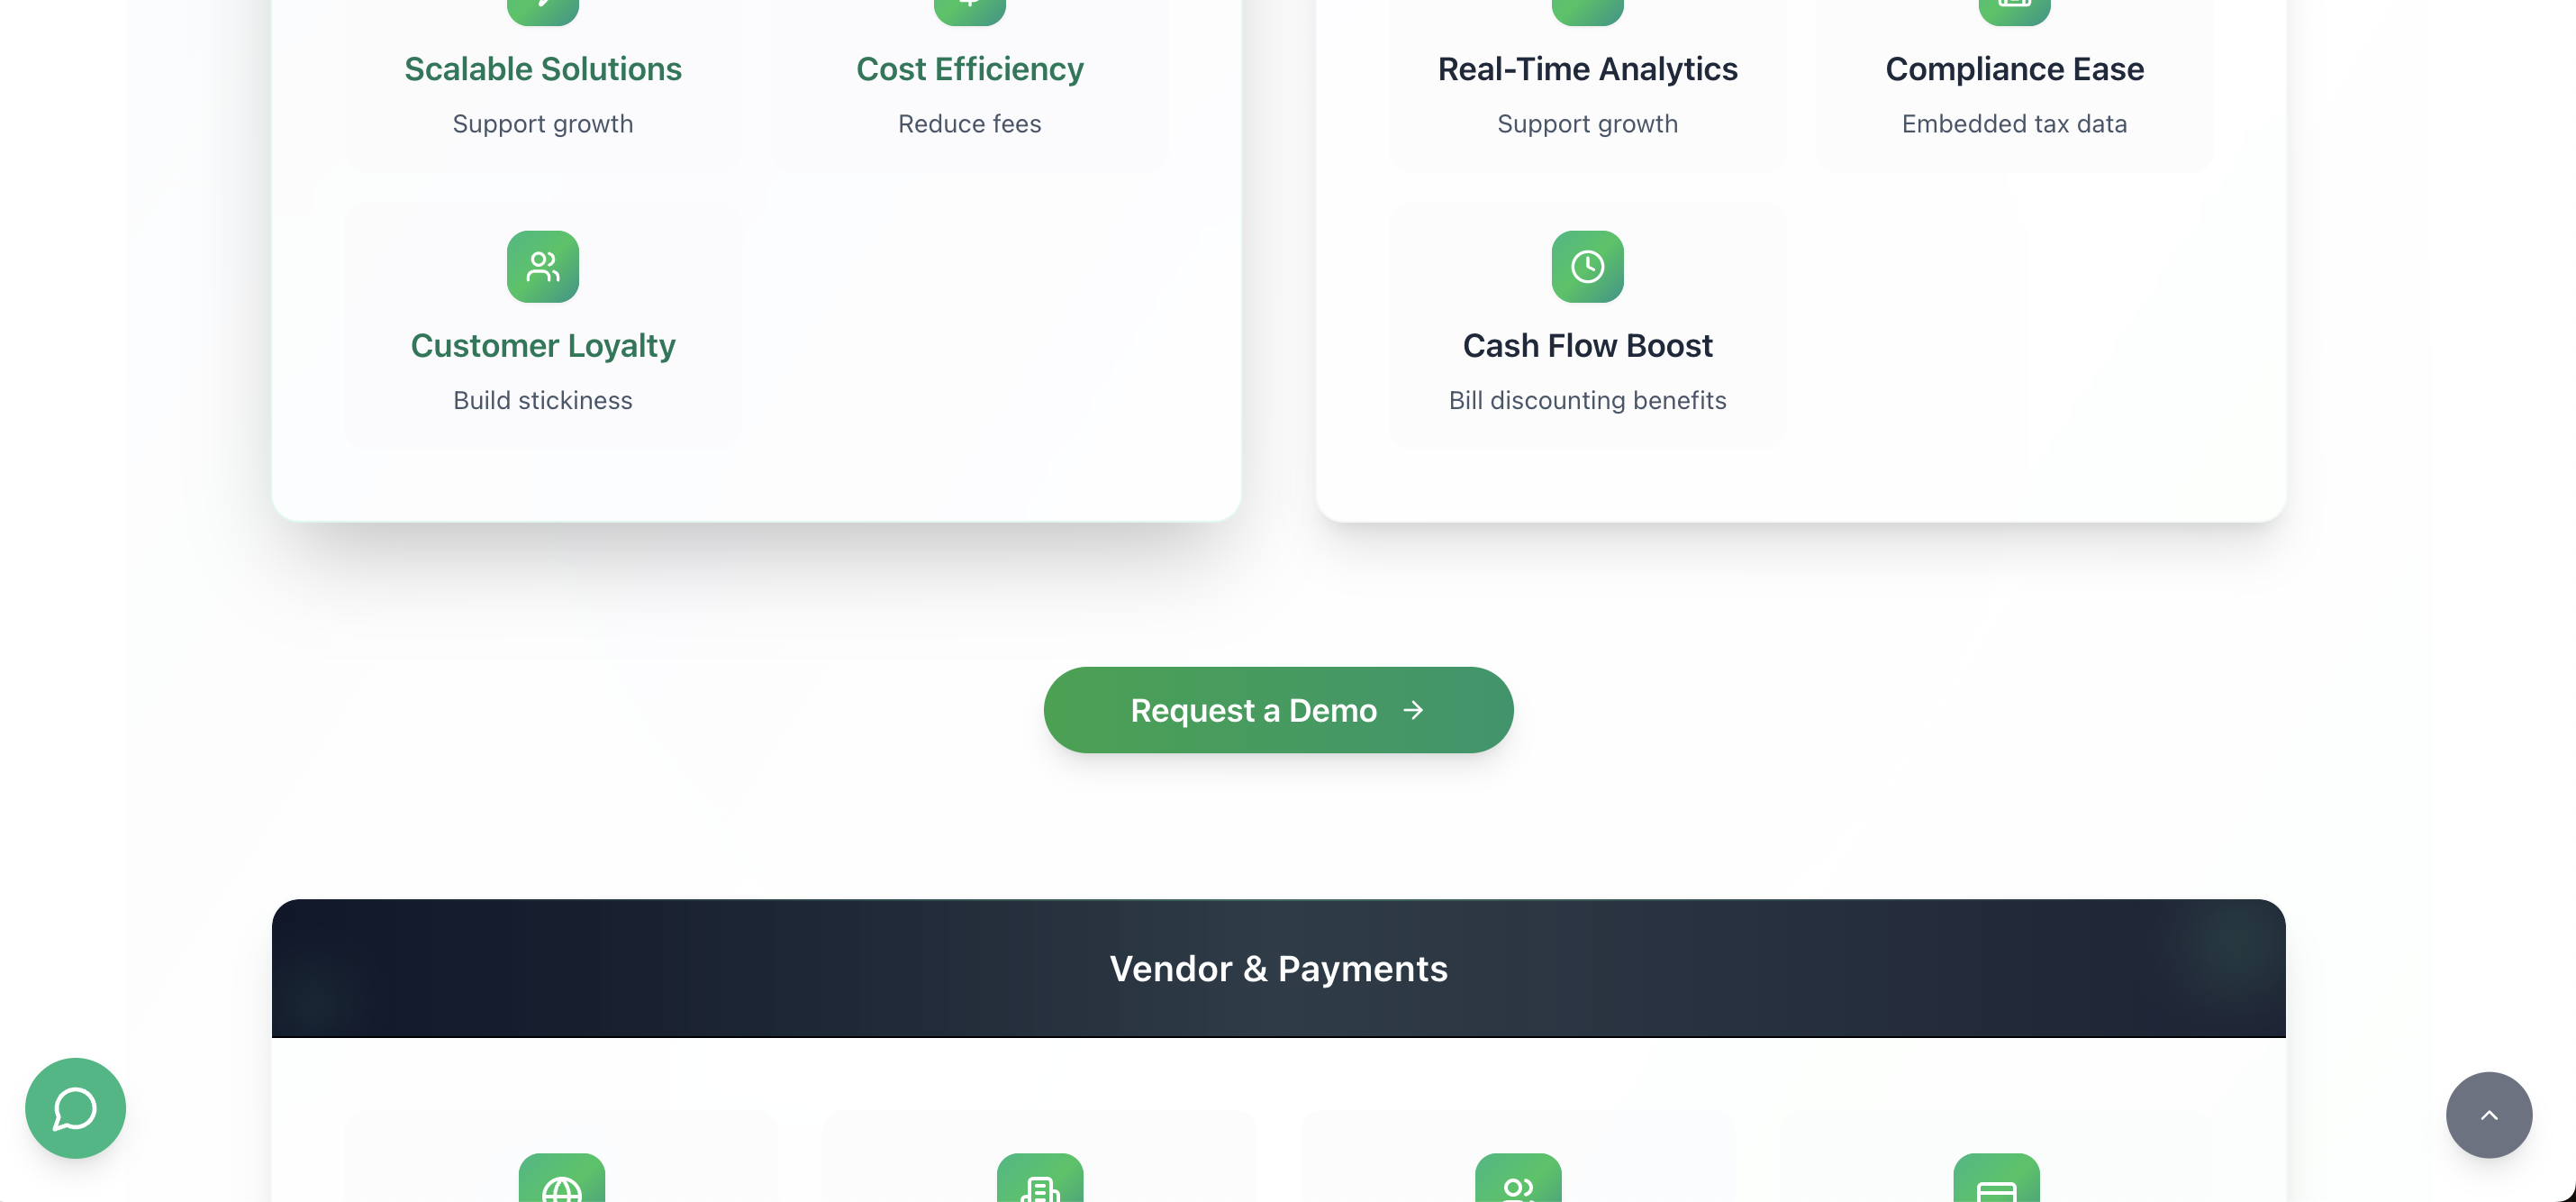 Scalable Solutions
Support growth
Cost Efficiency
Reduce fees
Customer Loyalty
Build stickiness
Real-Time Analytics
Support growth
Compliance Ease
Embedded tax data
Cash Flow Boost
Bill discounting benefits
Request a Demo
Vendor & Payments